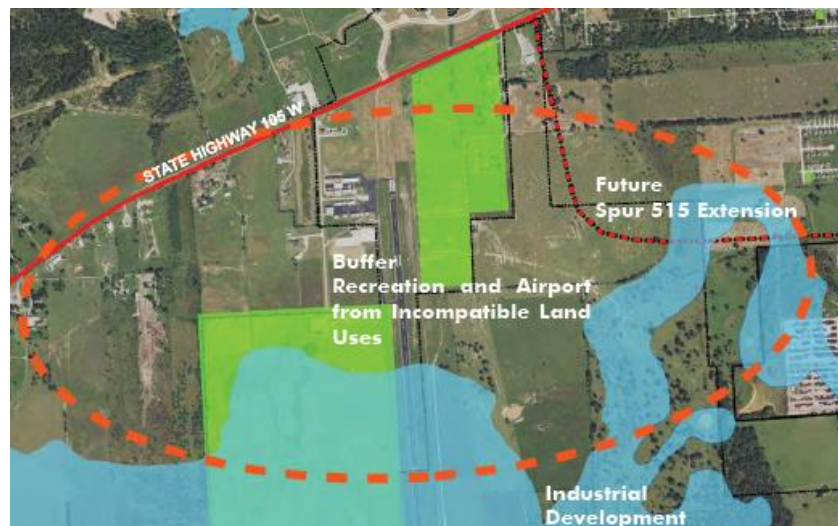 STATE HIGHWAY 105 W
Future
Spur 515 Extension
Buffer
Recreation and Airport
from Incompatible Land
Uses
Industrial
Development